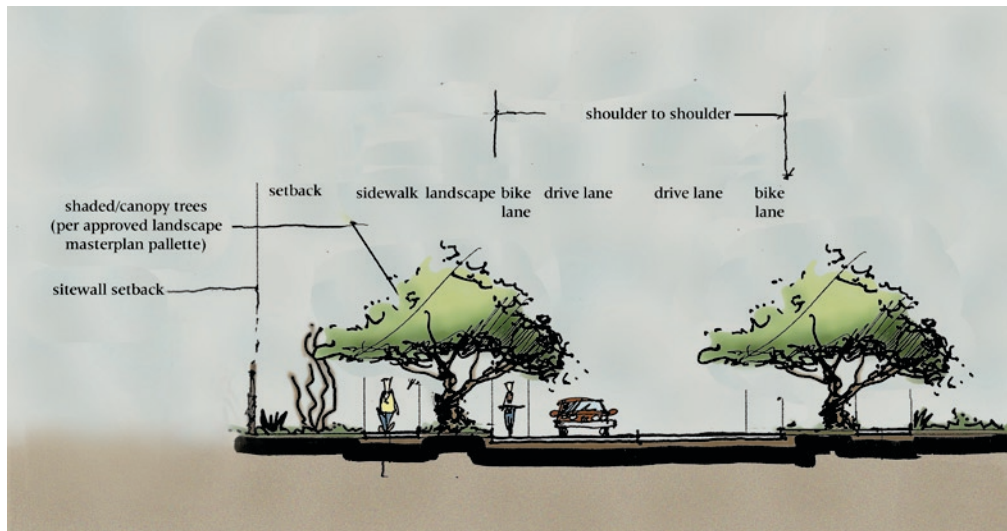 shoulder to shoulder
setback
sidewalk landscape bike lane
drive lane
drive lane
bike lane
shaded/canopy trees
(per approved landscape
masterplan pallette)
sitewall setback